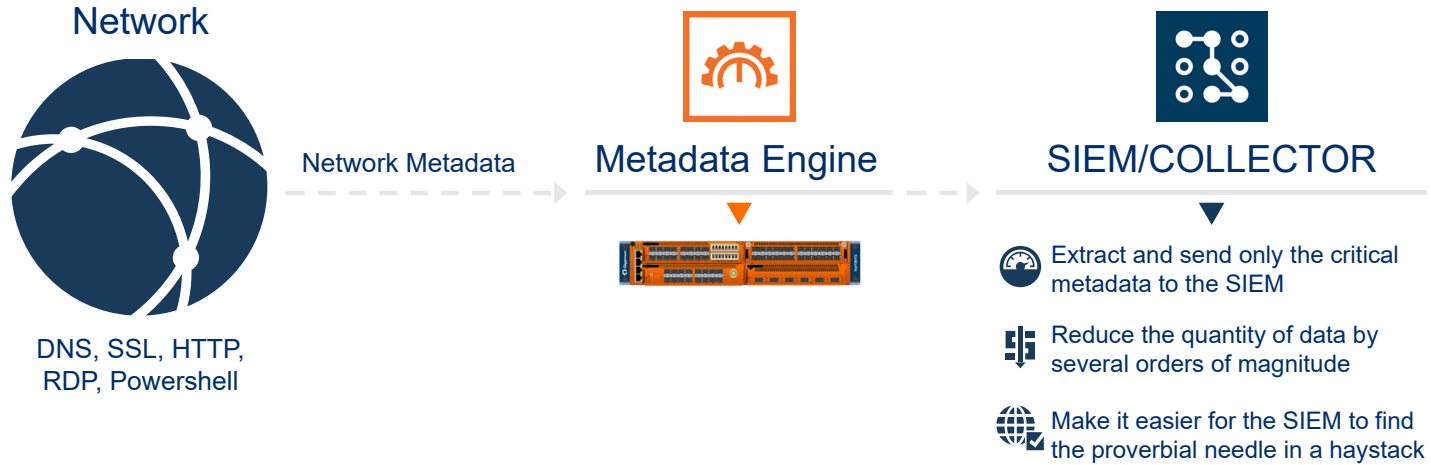 Network
DNS, SSL, HTTP,
RDP, Powershell
Network Metadata
Metadata Engine
SIEM/COLLECTOR
Extract and send only the critical
metadata to the SIEM
Reduce the quantity of data by
several orders of magnitude
Make it easier for the SIEM to find
the proverbial needle in a haystack